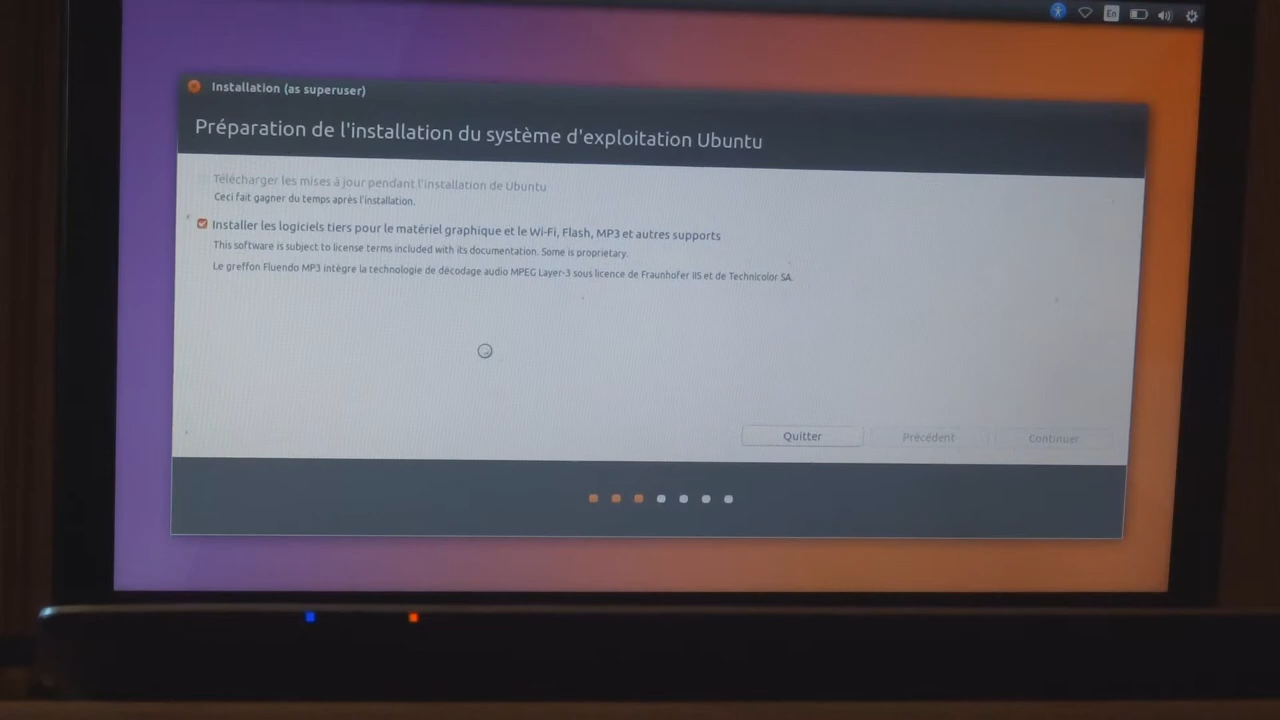 En
Installation (as superuser)
Préparation de l'installation du système d'exploitation Ubuntu
Télécharger les mises à jour pendant l'installation de Ubuntu
Ceci fait gagner du temps après l'installation.
Installer les logiciels tiers pour le matériel graphique et le Wi-Fi, Flash, MP3 et autres supports
This software is subject to license terms included with its documentation. Some is proprietary.
Le greffon Fluendo MP3 intègre la technologie de décodage audio MPEG Layer-3 sous licence de Fraunhofer IIS et de Technicolor SA.
Quitter
Précédent
Continuer